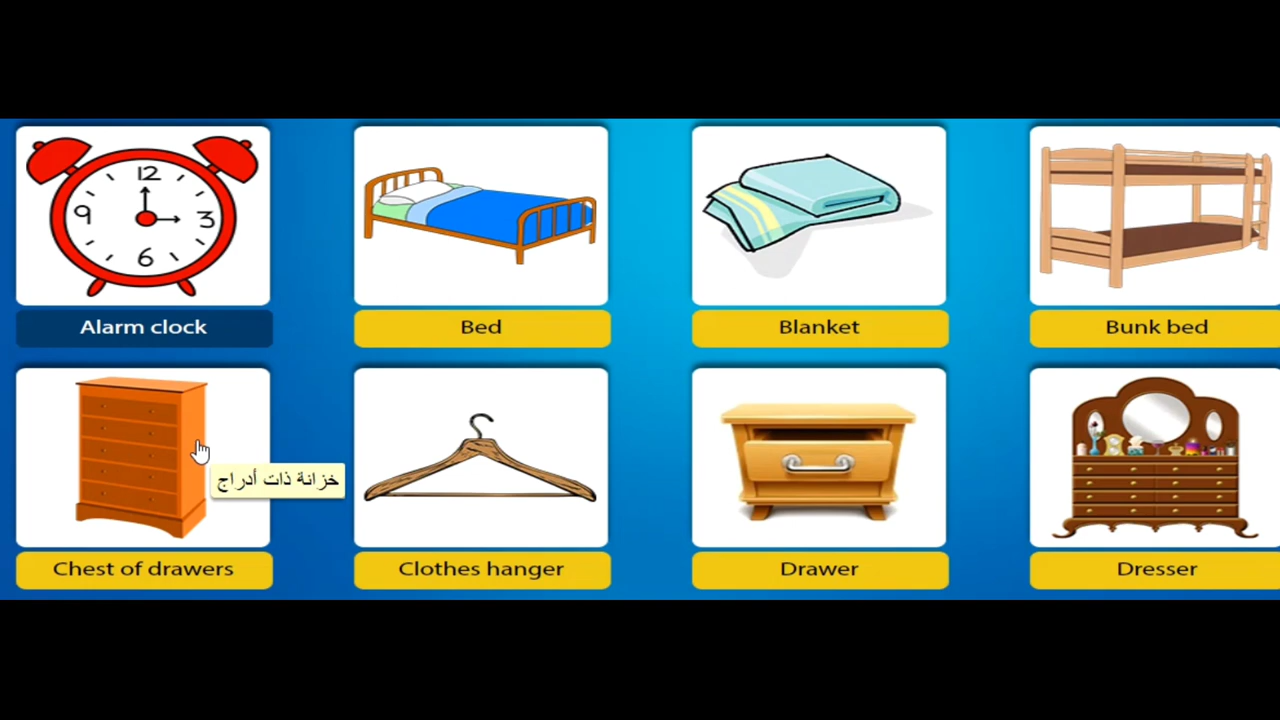 12
9
3
6
Alarm clock
Bed
Blanket
Bunk bed
خزانة ذات أدراج
Chest of drawers
Clothes hanger
Drawer
Dresser